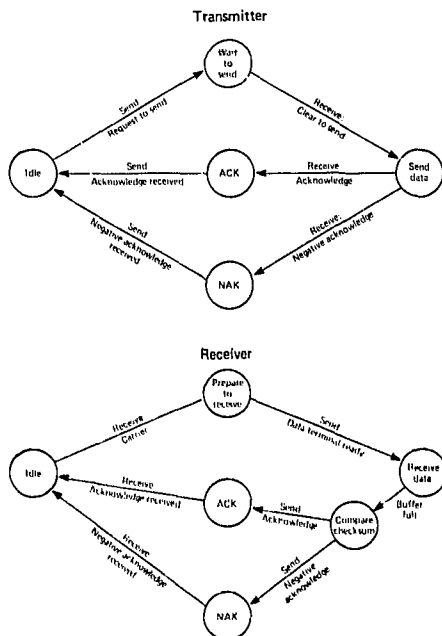 Transmitter
Wait
to
send
Send
Request to send
Receive:
Clear to send
Idle
Send
Acknowledge received
ACK
Receive
Acknowledge
Send
data
Send
Negative acknowledge
received
Receive:
Negative acknowledge
NAK
Receiver
Prepare
to
receive
Receive
Carrier
Send
Data terminal ready
Idle
Receive
Acknowledge received
ACK
Send
Acknowledge
Receive
data
Buffer
full
Compare
checksum
Receive
Negative acknowledge
received
Send
Negative
acknowledge
NAK